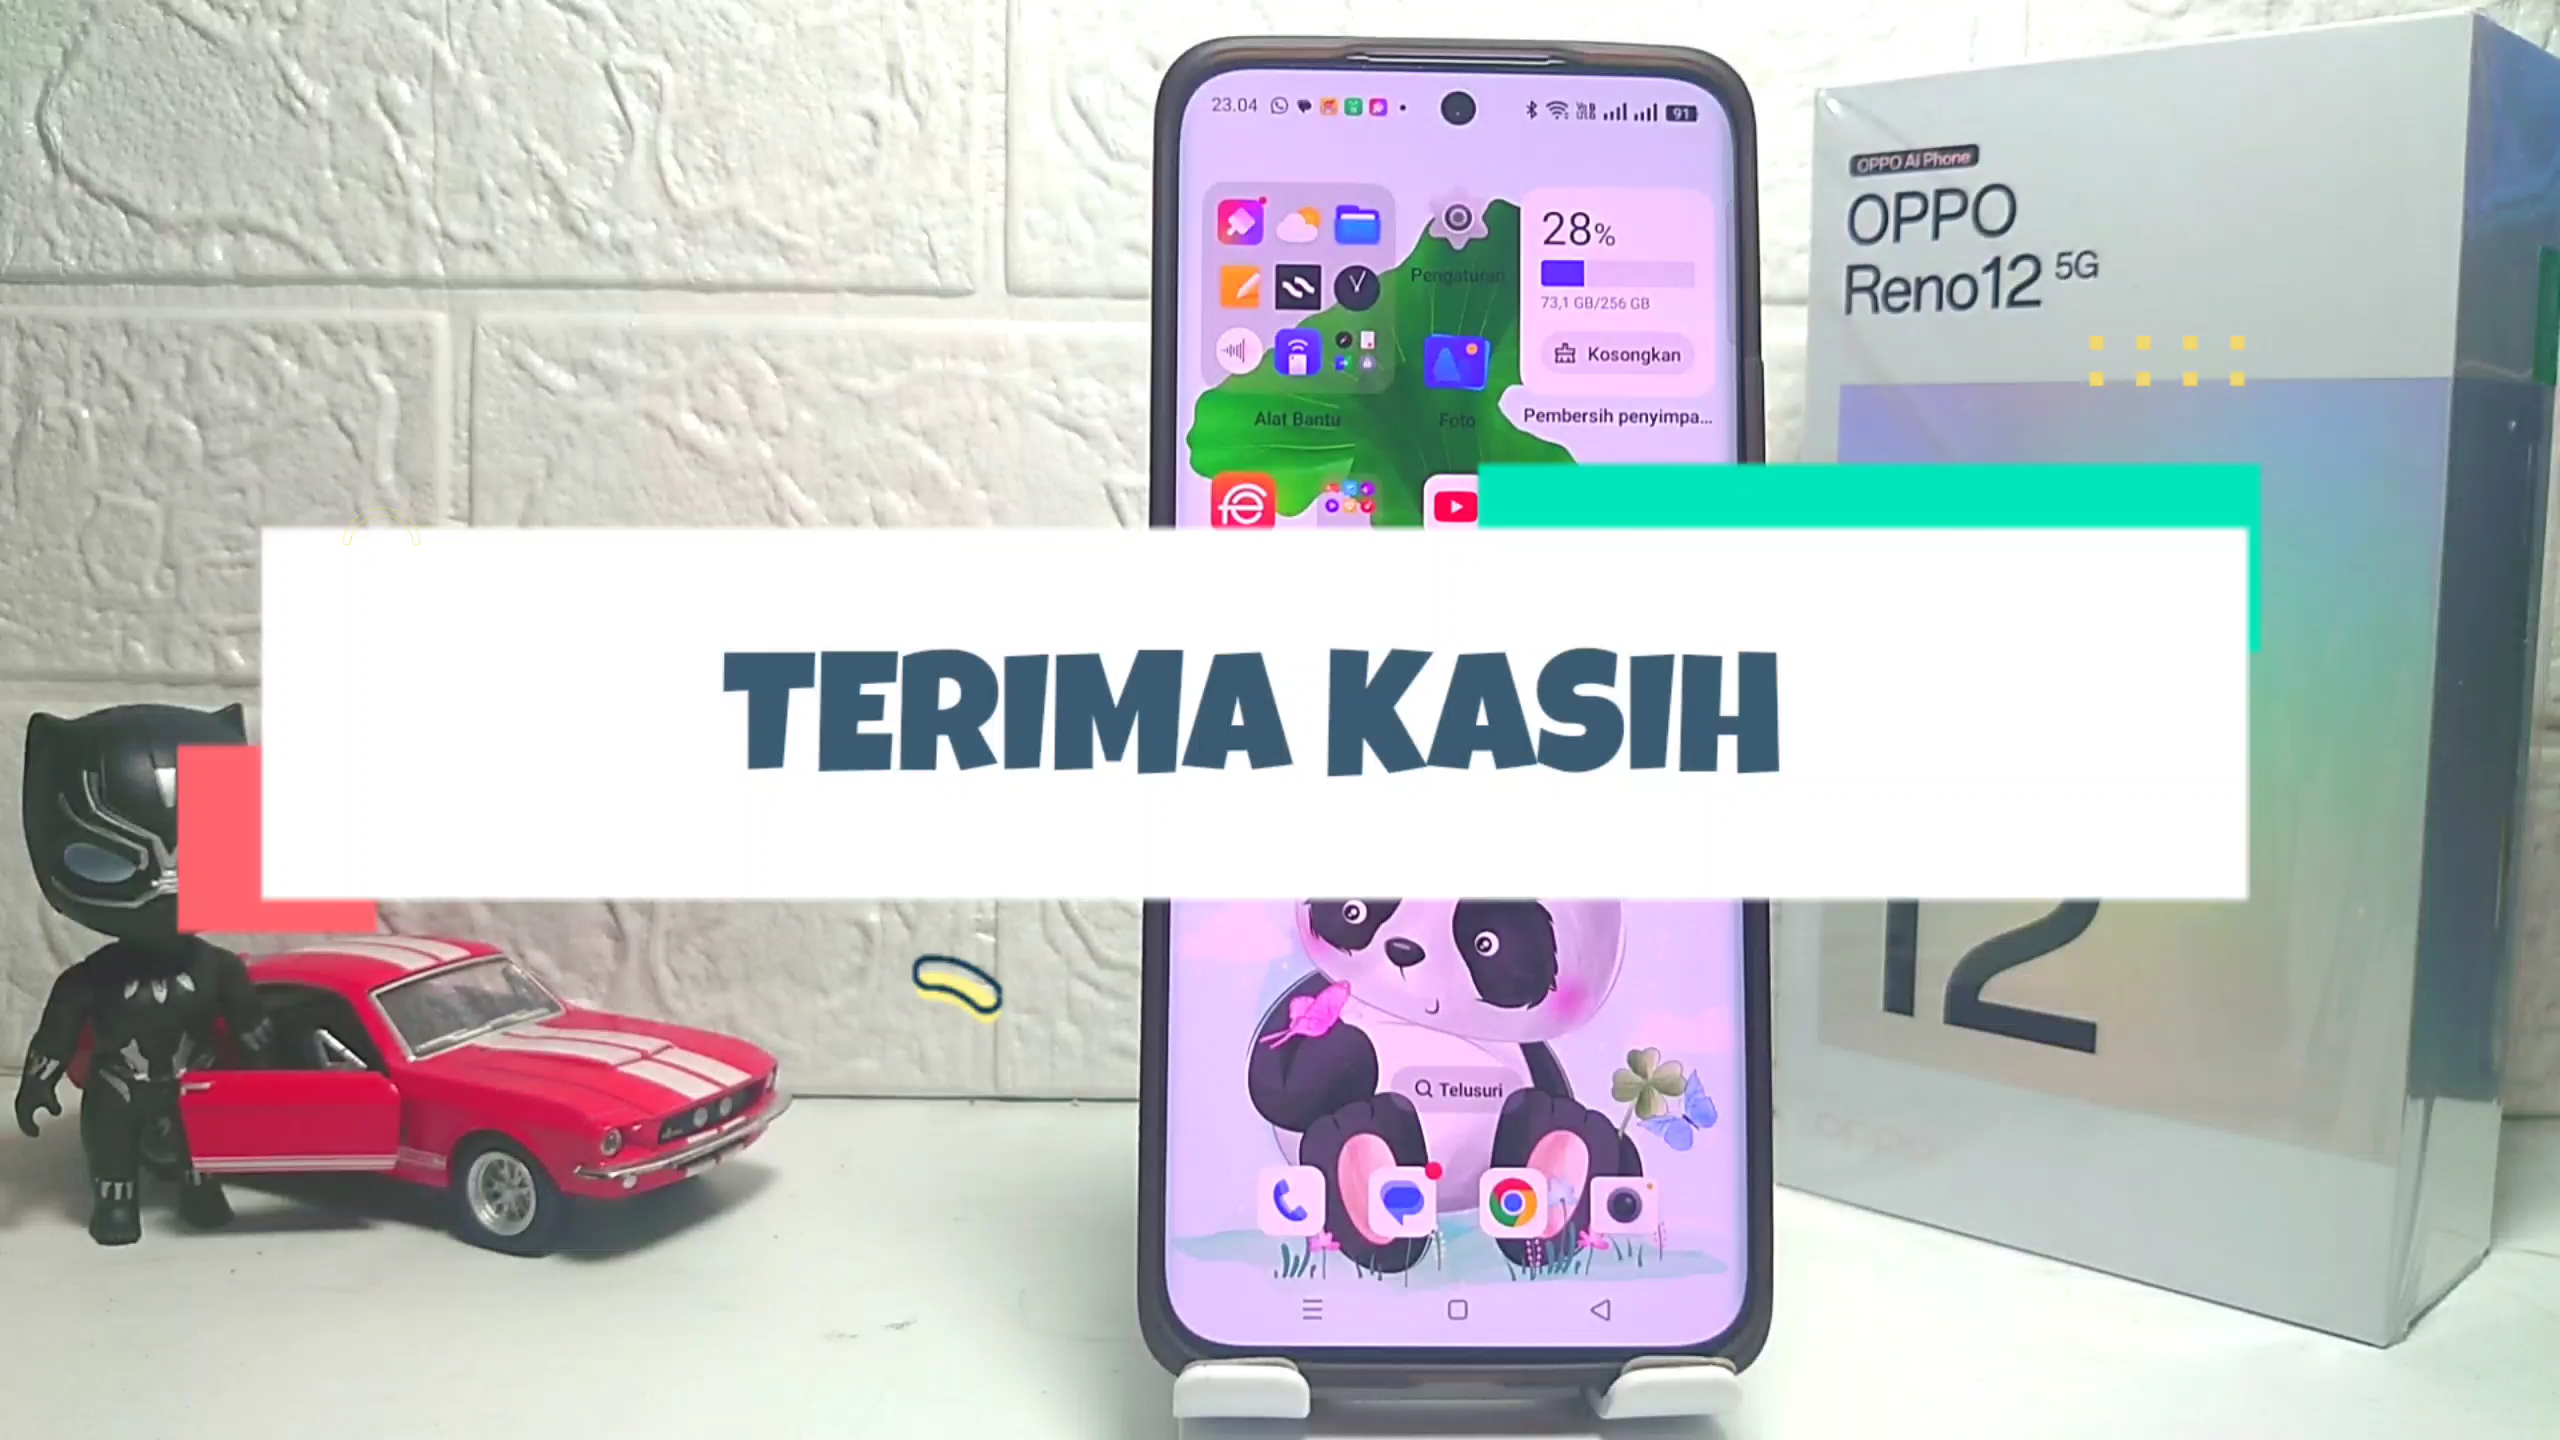 23.04
91
OPPO AI Phone
OPPO
Reno12 5G
28%
Pengaturan
73,1 GB/256 GB
Kosongkan
Alat Bantu
Foto
Pembersih penyimpa...
TERIMA KASIH
12
Telusuri